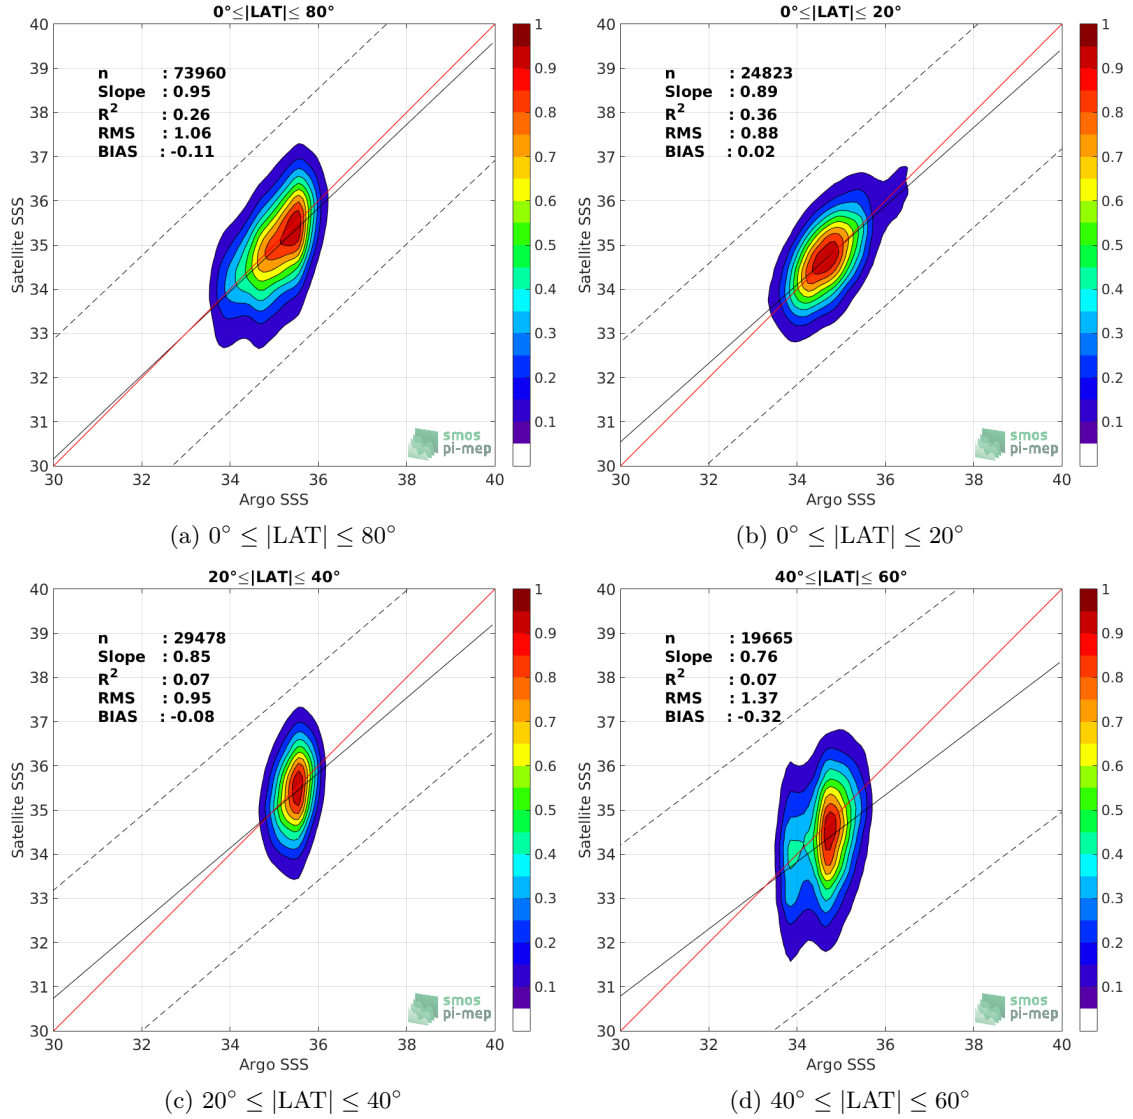 0°≤|LAT|≤ 80°
40
39
38
37
36
35
34
33
32
31
30
n : 73960
Slope : 0.95
R² : 0.26
RMS : 1.06
BIAS : -0.11
Satellite SSS
smos
pi-mep
30 32 34 36 38 40
Argo SSS
1
0.9
0.8
0.7
0.6
0.5
0.4
0.3
0.2
0.1
(a) 0° ≤ |LAT| ≤ 80°
0°≤|LAT|≤ 20°
40
39
38
37
36
35
34
33
32
31
30
n : 24823
Slope : 0.89
R² : 0.36
RMS : 0.88
BIAS : 0.02
Satellite SSS
smos
pi-mep
30 32 34 36 38 40
Argo SSS
1
0.9
0.8
0.7
0.6
0.5
0.4
0.3
0.2
0.1
(b) 0° ≤ |LAT| ≤ 20°
20°≤|LAT|≤ 40°
40
39
38
37
36
35
34
33
32
31
30
n : 29478
Slope : 0.85
R² : 0.07
RMS : 0.95
BIAS : -0.08
Satellite SSS
smos
pi-mep
30 32 34 36 38 40
Argo SSS
1
0.9
0.8
0.7
0.6
0.5
0.4
0.3
0.2
0.1
(c) 20° ≤ |LAT| ≤ 40°
40°≤|LAT|≤ 60°
40
39
38
37
36
35
34
33
32
31
30
n : 19665
Slope : 0.76
R² : 0.07
RMS : 1.37
BIAS : -0.32
Satellite SSS
smos
pi-mep
30 32 34 36 38 40
Argo SSS
1
0.9
0.8
0.7
0.6
0.5
0.4
0.3
0.2
0.1
(d) 40° ≤ |LAT| ≤ 60°